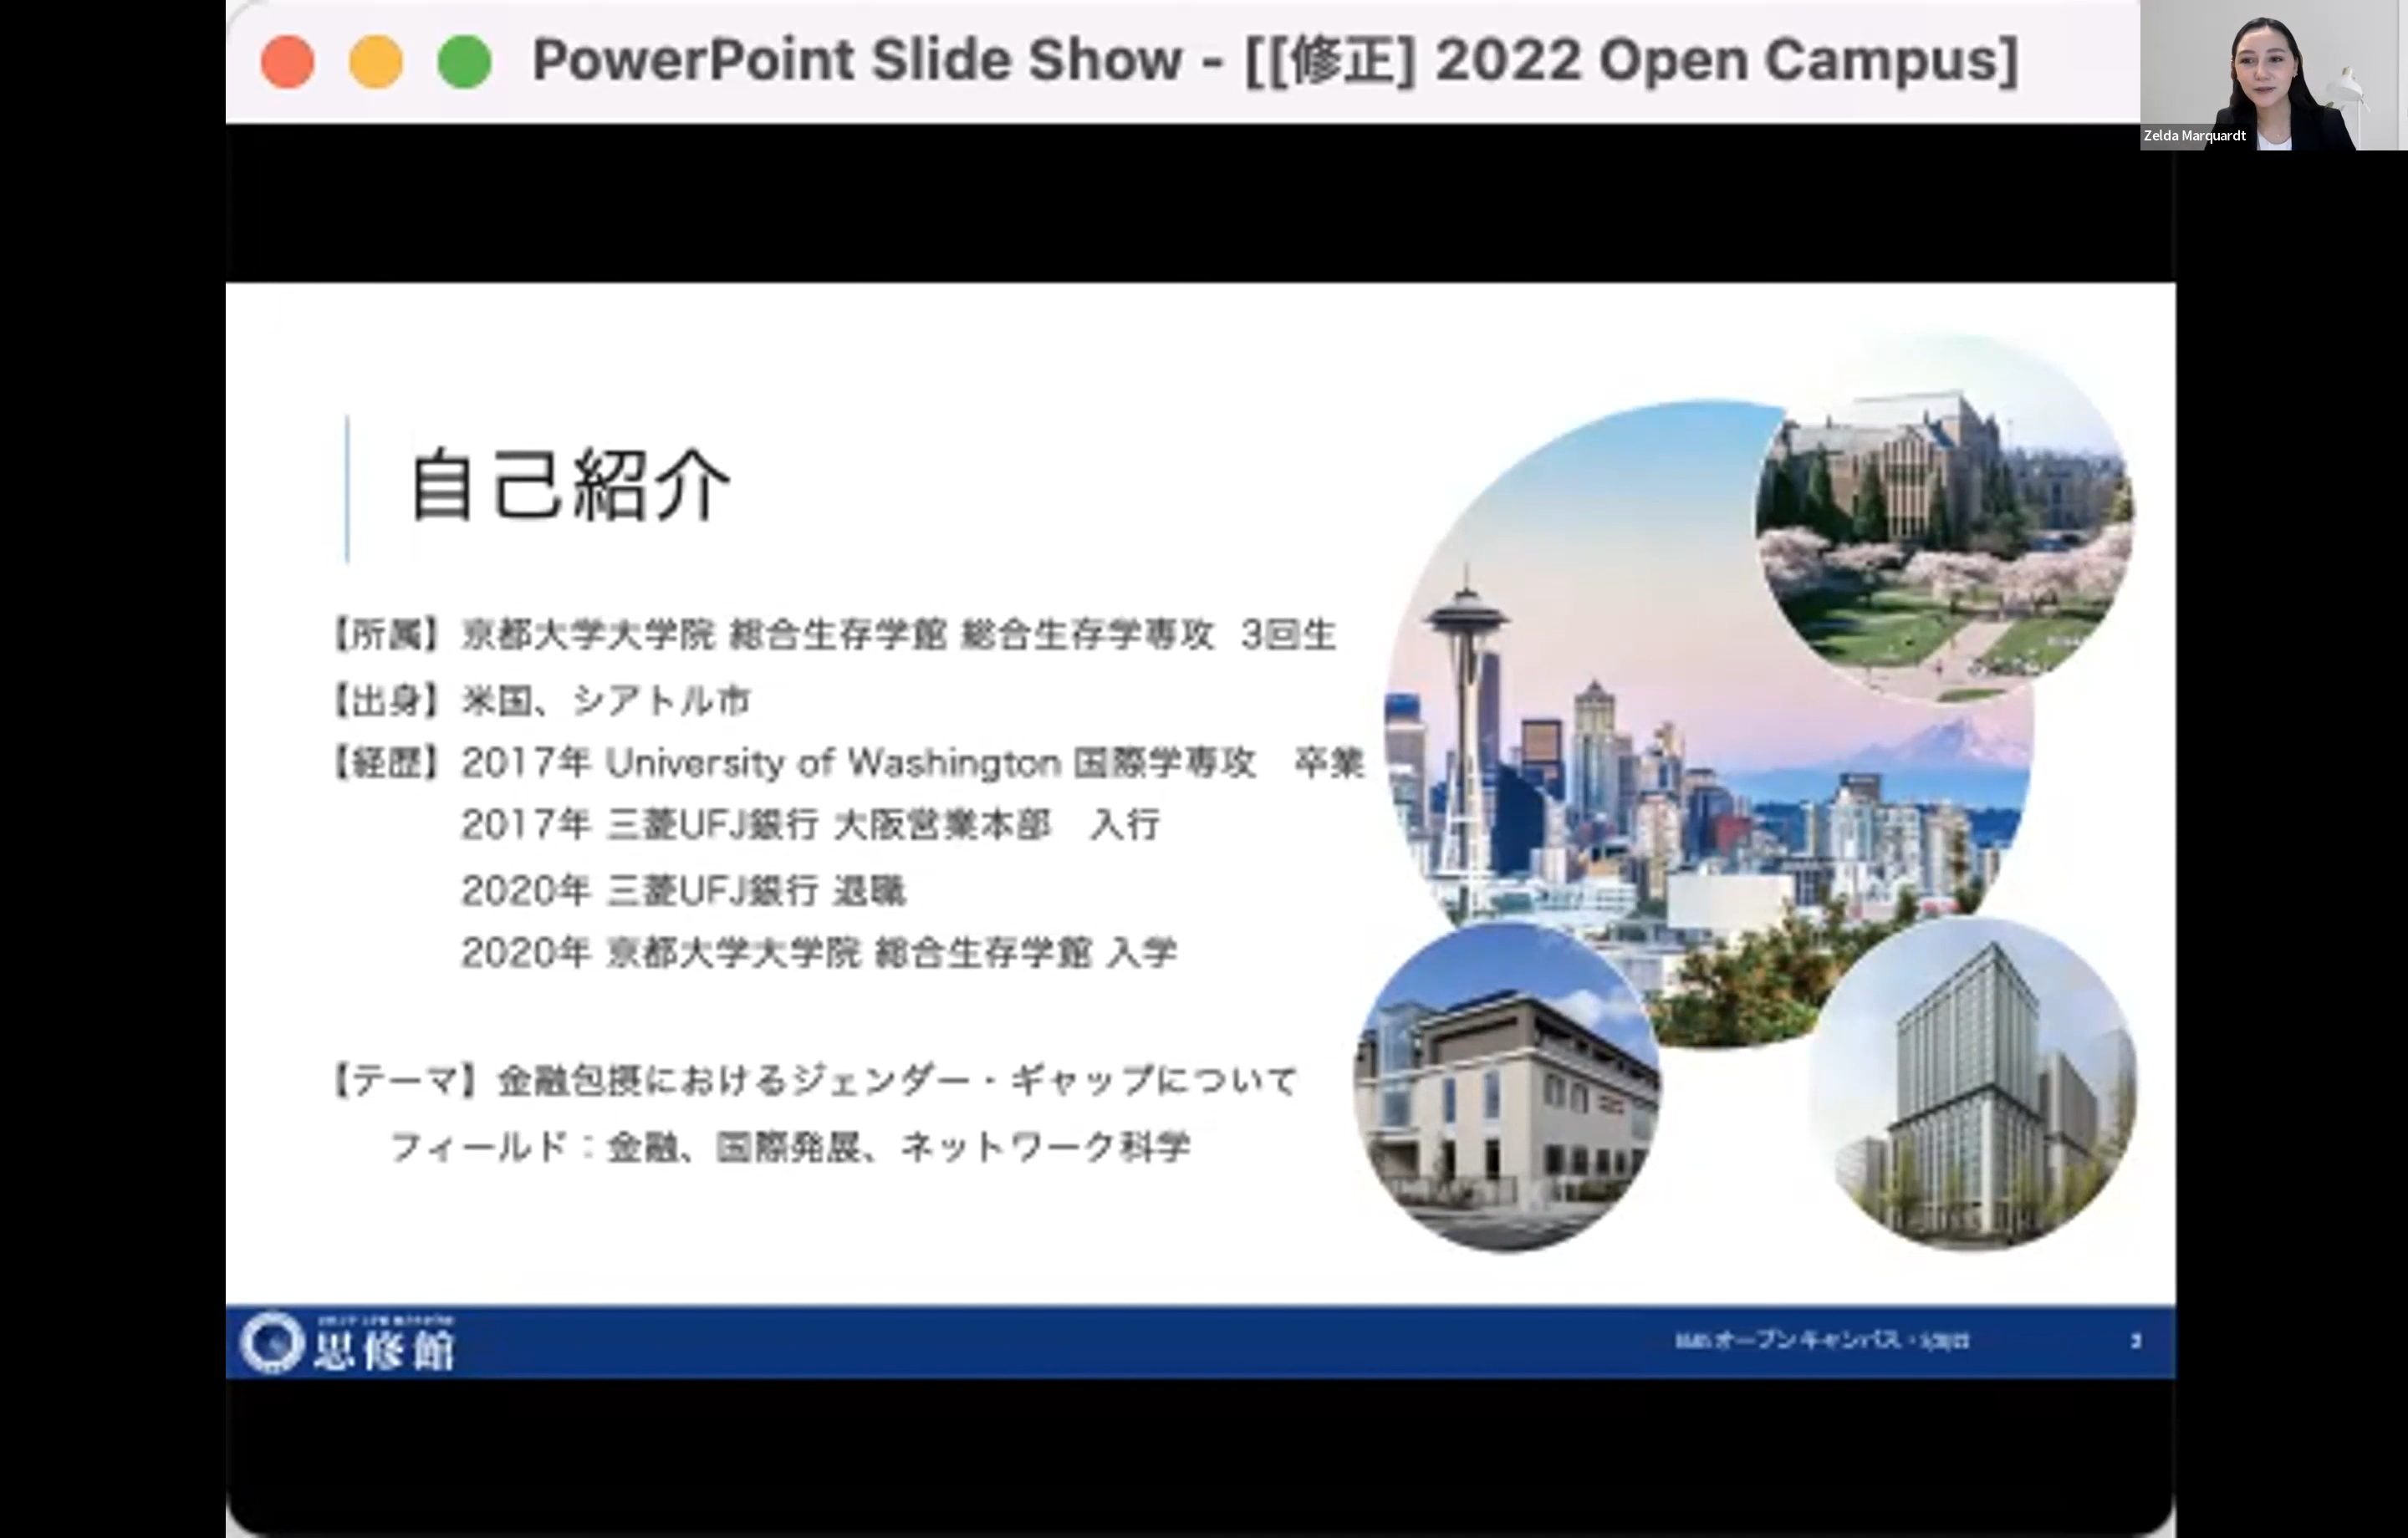 PowerPoint Slide Show - [[修正] 2022 Open Campus]
Zelda Marquardt
自己紹介
【所属】京都大学大学院 総合生存学館 総合生存学専攻 3回生
【出身】米国、シアトル市
【経歴】2017年 University of Washington 国際学専攻 卒業
2017年 三菱UFJ銀行 大阪営業本部 入行
2020年 三菱UFJ銀行 退職
2020年 京都大学大学院 総合生存学館 入学
【テーマ】金融包摂におけるジェンダー・ギャップについて
フィールド：金融、国際発展、ネットワーク科学
思修館
オープンキャンパス・